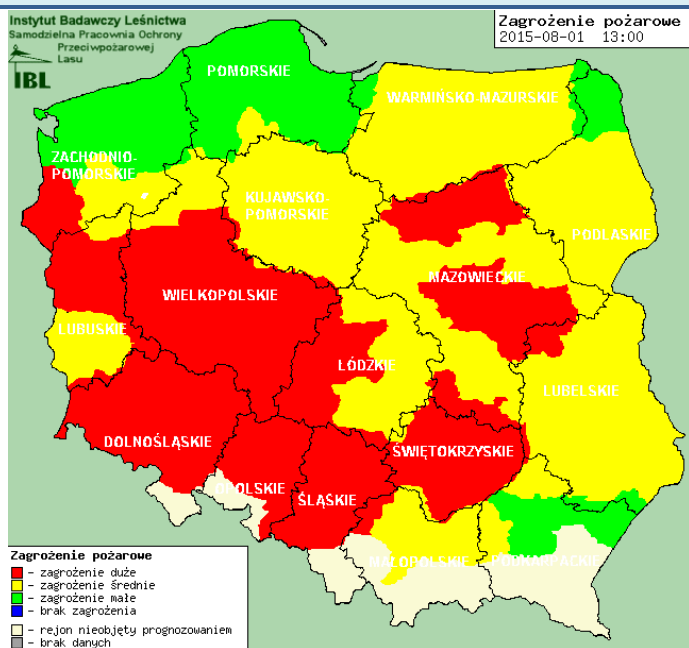 Instytut Badawczy Leśnictwa
Samodzielna Pracownia Ochrony
Przeciwpożarowej
Lasu
IBL
Zagrożenie pożarowe
2015-08-01 13:00
POMORSKIE
WARMIŃSKO-MAZURSKIE
ZACHODNIO-
POMORSKIE
KUJAWSKO-
POMORSKIE
PODLASKIE
MAZOWIECKIE
WIELKOPOLSKIE
LUBUSKIE
ŁÓDZKIE
LUBELSKIE
DOLNOŚLĄSKIE
ŚWIĘTOKRZYSKIE
OPOLSKIE
ŚLĄSKIE
MAŁOPOLSKIE
PODKARPACKIE
Zagrożenie pożarowe
- zagrożenie duże
- zagrożenie średnie
- zagrożenie małe
- brak zagrożenia
- rejon nieobjęty prognozowaniem
- brak danych